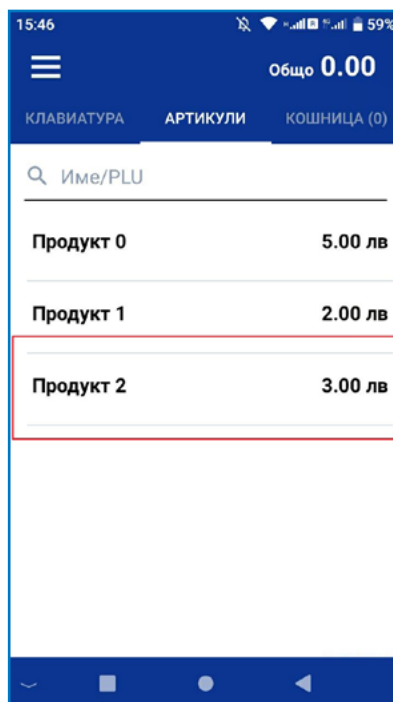 15:46 59%
Общо 0.00
КЛАВИАТУРА АРТИКУЛИ КОШНИЦА (0)
Име/PLU
Продукт 0 5.00 лв
Продукт 1 2.00 лв
Продукт 2 3.00 лв